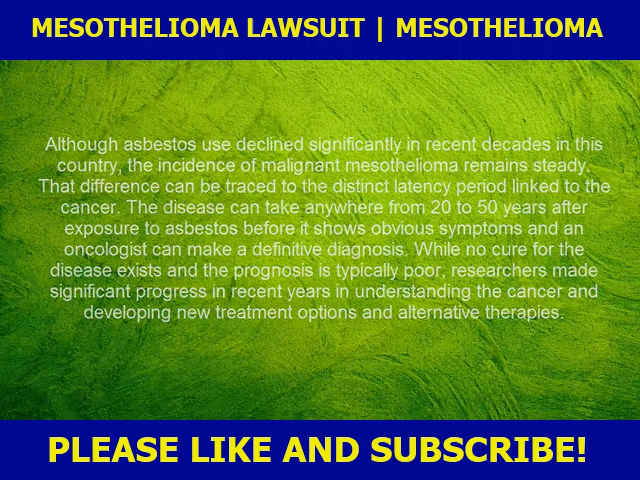 MESOTHELIOMA LAWSUIT | MESOTHELIOMA
Although asbestos use declined significantly in recent decades in this
country, the incidence of malignant mesothelioma remains steady.
That difference can be traced to the distinct latency period linked to the
cancer. The disease can take anywhere from 20 to 50 years after
exposure to asbestos before it shows obvious symptoms and an
oncologist can make a definitive diagnosis. While no cure for the
disease exists and the prognosis is typically poor, researchers made
significant progress in recent years in understanding the cancer and
developing new treatment options and alternative therapies.
PLEASE LIKE AND SUBSCRIBE!